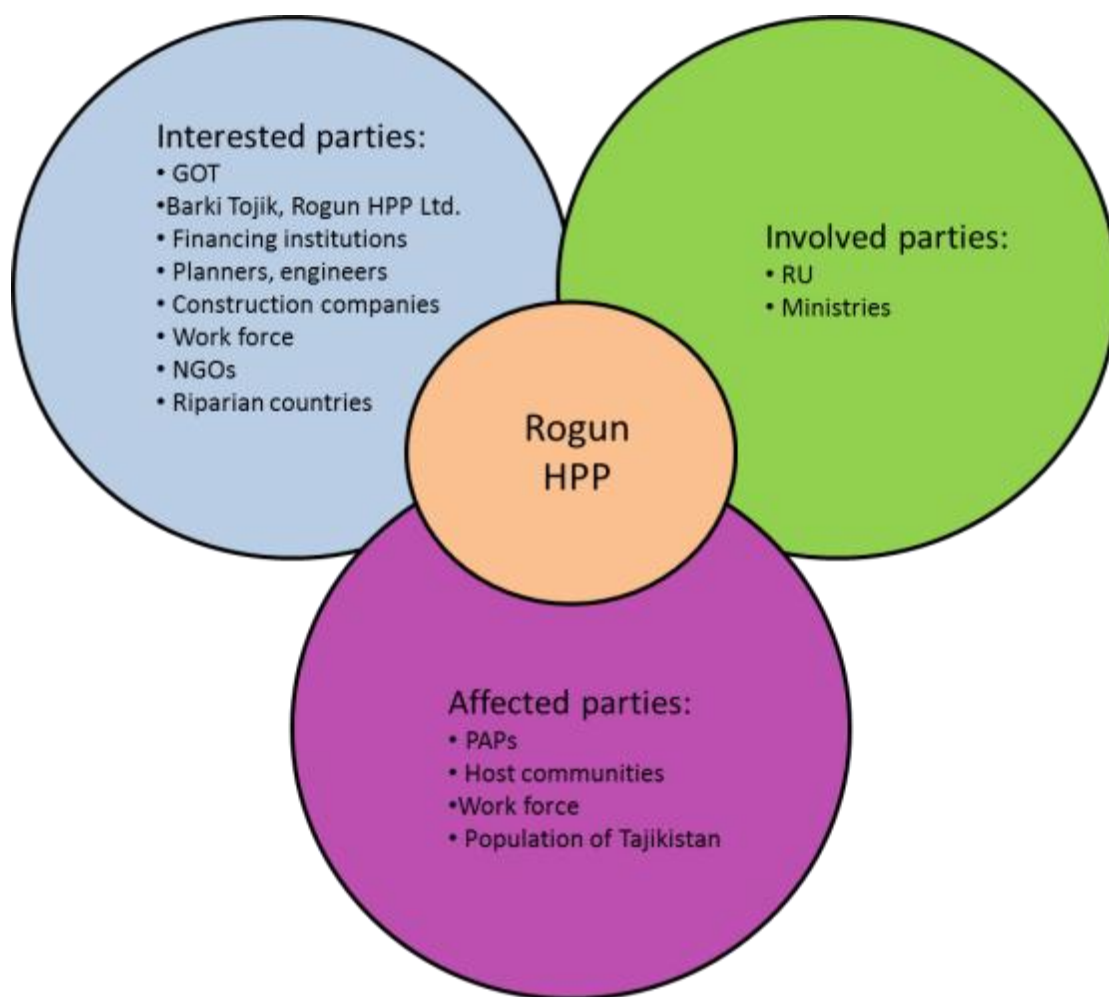 Interested parties:
• GOT
•Barki Tojik, Rogun HPP Ltd.
• Financing institutions
• Planners, engineers
• Construction companies
• Work force
• NGOs
• Riparian countries
Involved parties:
• RU
• Ministries
Rogun
HPP
Affected parties:
• PAPs
• Host communities
•Work force
• Population of Tajikistan